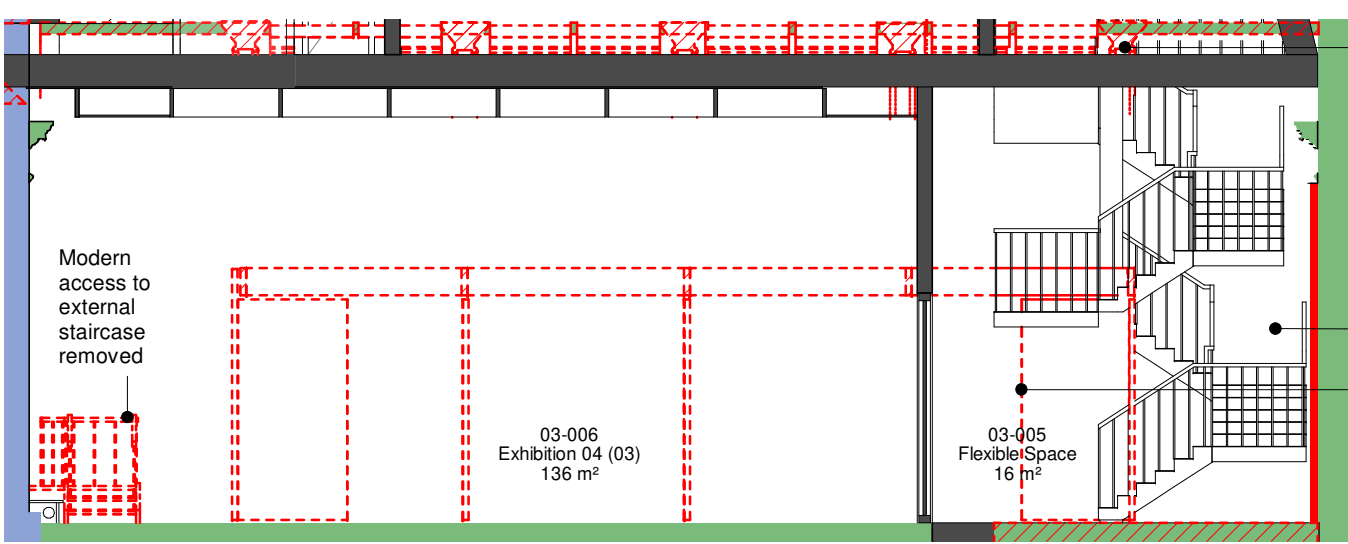 Modern
access to
external
staircase
removed
03-006
Exhibition 04 (03)
136 m²
03-005
Flexible Space
16 m²